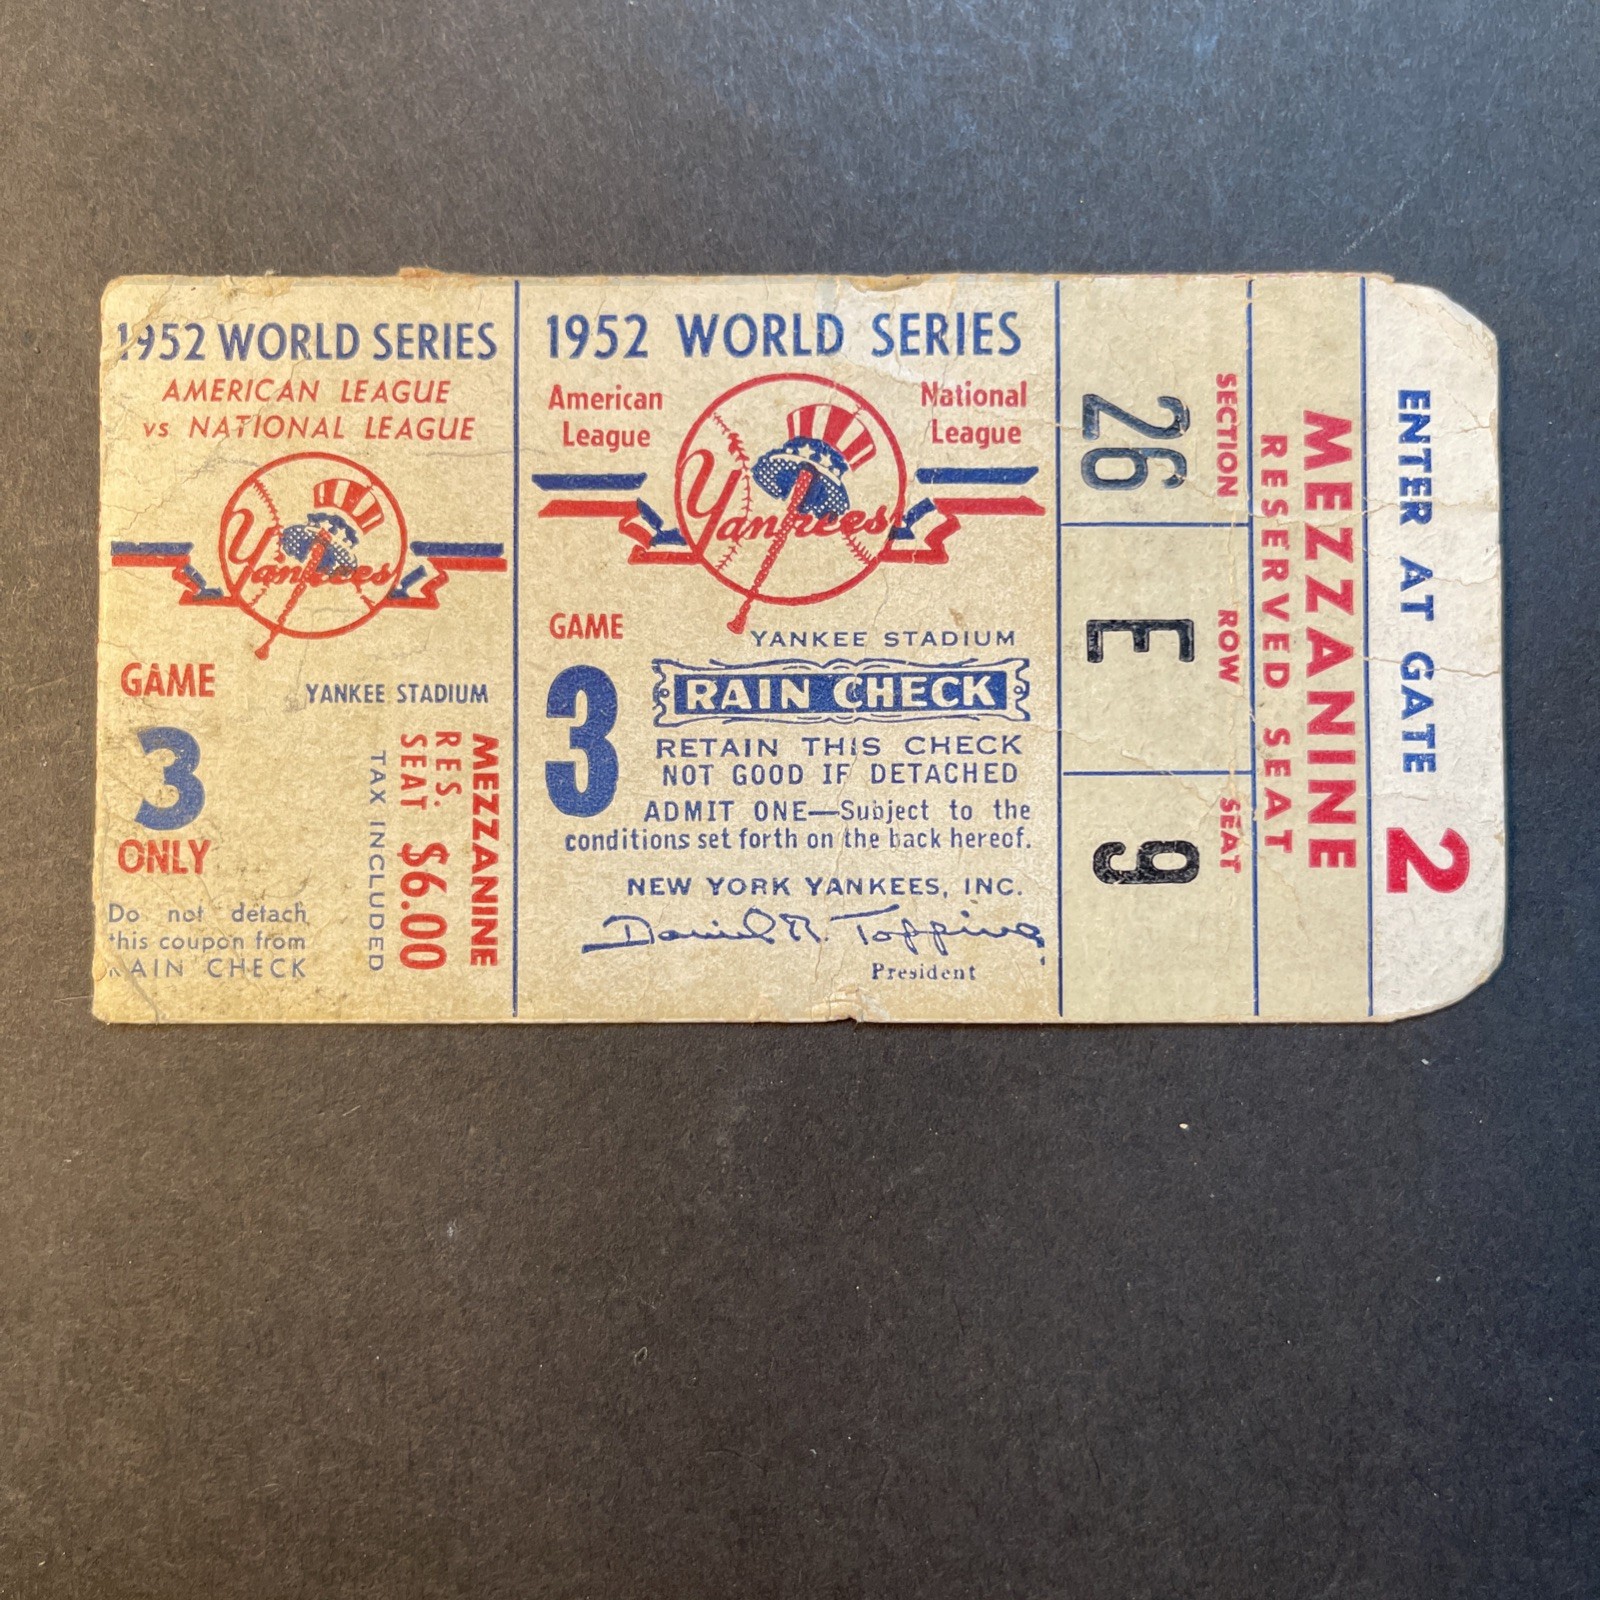 1952 WORLD SERIES
AMERICAN LEAGUE
vs NATIONAL LEAGUE
Yankees
GAME
3
ONLY
YANKEE STADIUM
MEZZANINE
RES.
SEAT $6.00
TAX INCLUDED
Do not detach
this coupon from
RAIN CHECK
1952 WORLD SERIES
American
League
National
League
Yankees
GAME
3
YANKEE STADIUM
RAIN CHECK
RETAIN THIS CHECK
NOT GOOD IF DETACHED
ADMIT ONE—Subject to the
conditions set forth on the back hereof.
NEW YORK YANKEES, INC.
Daniel R. Topping
President
SECTION
26
ROW
E
SEAT
9
MEZZANINE
RESERVED SEAT
ENTER AT GATE 2